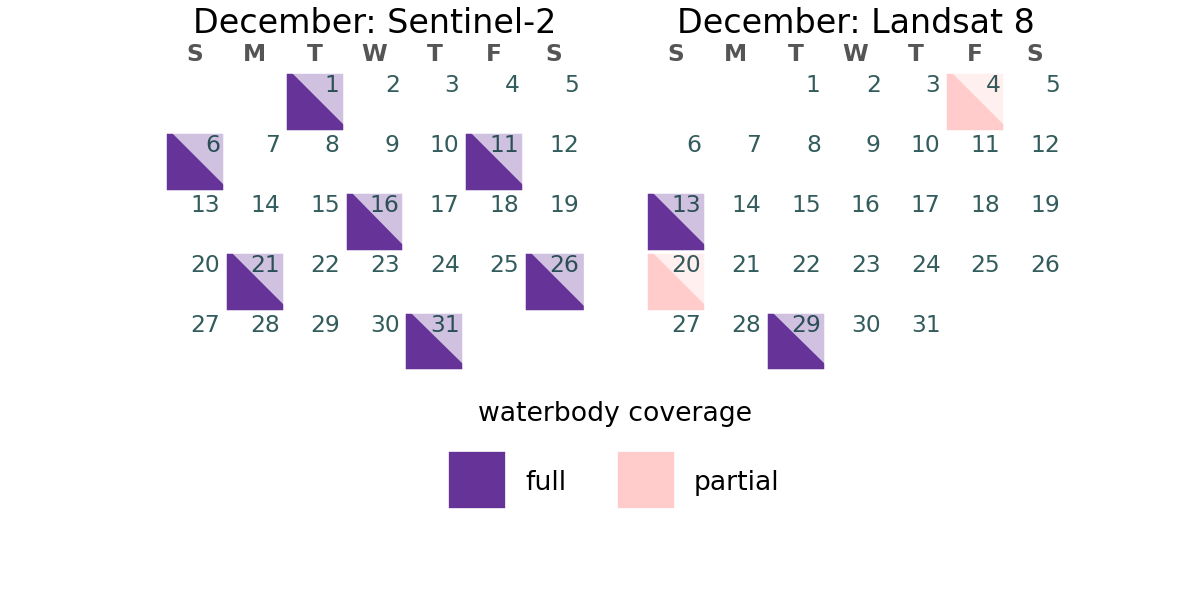 December: Sentinel-2
S M T W T F S
1 2 3 4 5
6 7 8 9 10 11 12
13 14 15 16 17 18 19
20 21 22 23 24 25 26
27 28 29 30 31
December: Landsat 8
S M T W T F S
1 2 3 4 5
6 7 8 9 10 11 12
13 14 15 16 17 18 19
20 21 22 23 24 25 26
27 28 29 30 31
waterbody coverage
full
partial